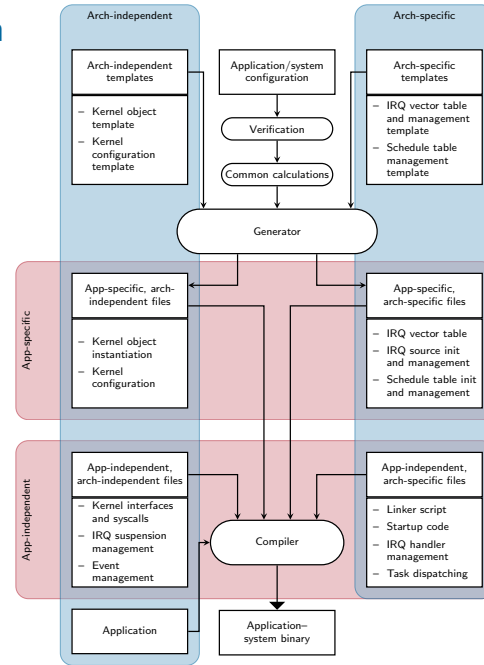 Arch-independent
Arch-specific
Arch-independent
templates
– Kernel object
template
– Kernel
configuration
template
Application/system
configuration
Verification
Common calculations
Arch-specific
templates
– IRQ vector table
and management
template
– Schedule table
management
template
Generator
App-specific
App-specific, arch-
independent files
– Kernel object
instantiation
– Kernel
configuration
App-specific,
arch-specific files
– IRQ vector table
– IRQ source init
and management
– Schedule table init
and management
App-independent
App-independent,
arch-independent files
– Kernel interfaces
and syscalls
– IRQ suspension
management
– Event
management
Compiler
App-independent,
arch-specific files
– Linker script
– Startup code
– IRQ handler
management
– Task dispatching
Application
Application–
system binary